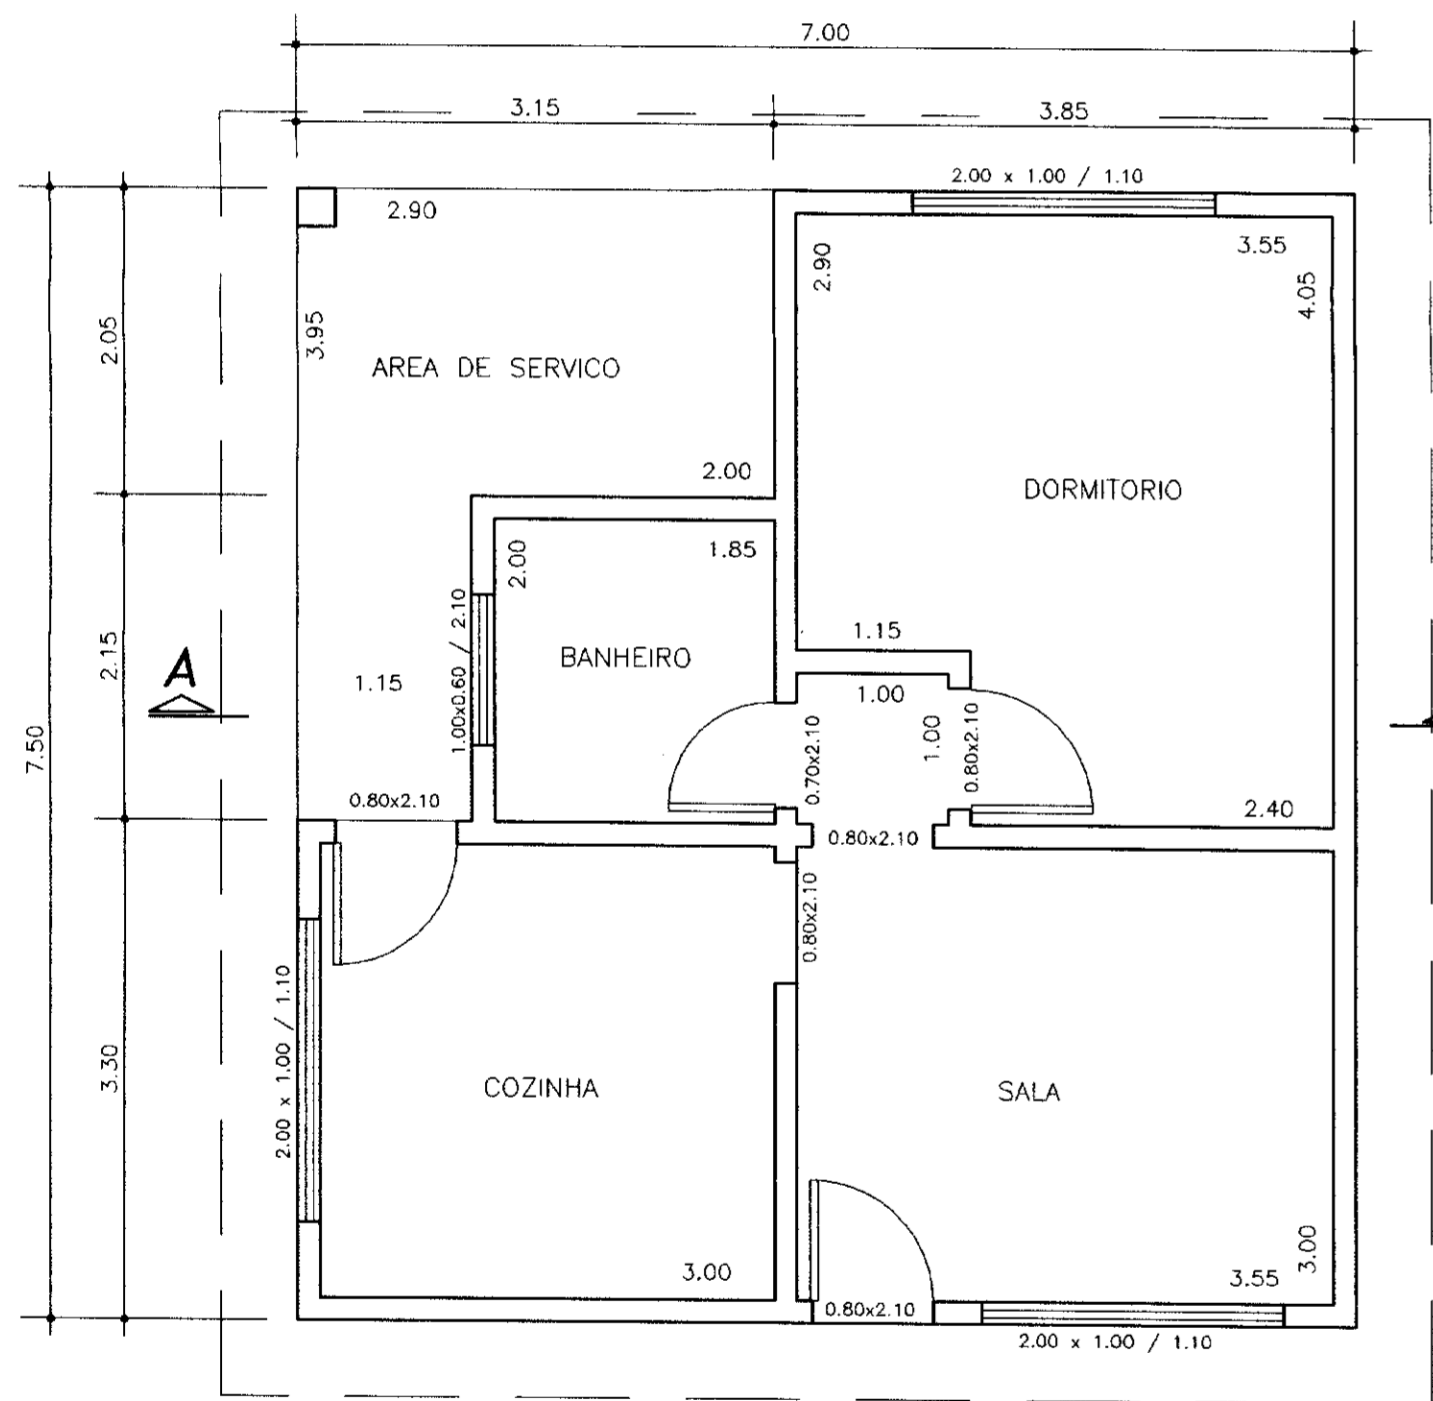 7.00
3.15
3.85
2.00 x 1.00 / 1.10
2.90
3.55
2.90
4.05
3.95
2.05
AREA DE SERVICO
2.00
DORMITORIO
1.85
2.00
1.00x0.60 / 2.10
1.15
BANHEIRO
2.15
A
1.15
1.00
1.00
0.70x2.10
0.80x2.10
7.50
0.80x2.10
2.40
0.80x2.10
0.80x2.10
2.00 x 1.00 / 1.10
3.30
COZINHA
SALA
3.00
3.00
3.55
0.80x2.10
2.00 x 1.00 / 1.10